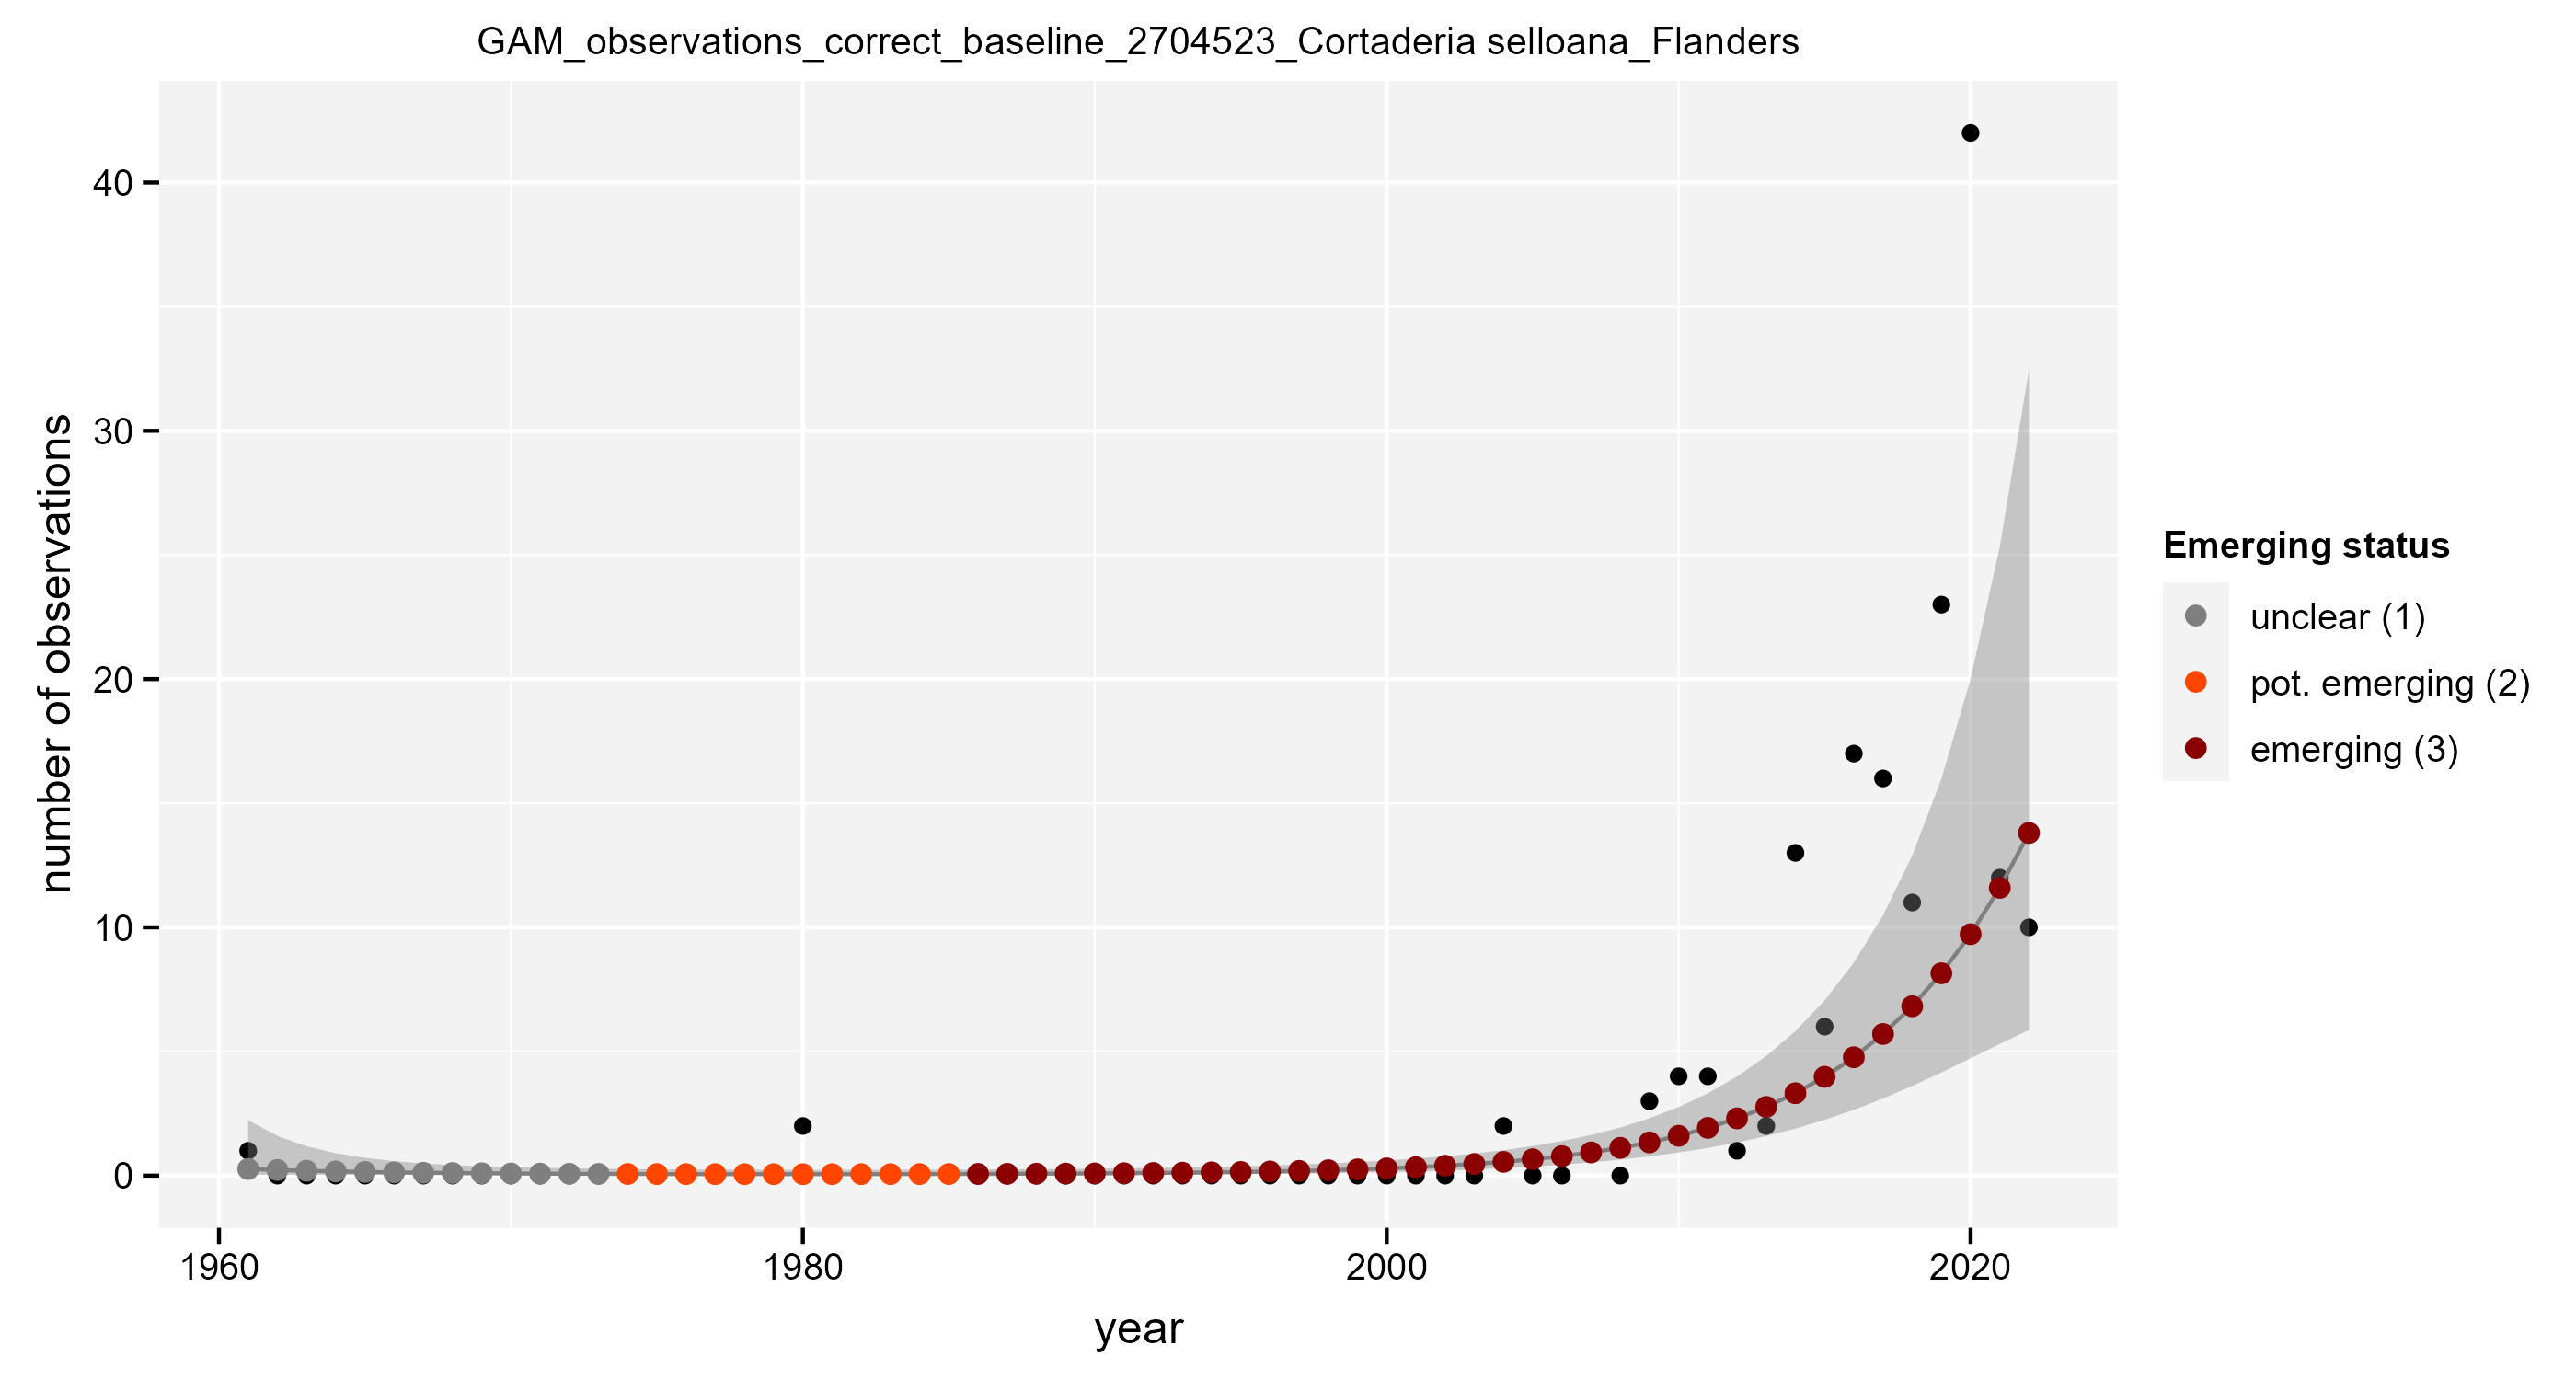 GAM_observations_correct_baseline_2704523_Cortaderia selloana_Flanders
number of observations
40
30
20
10
0
1960
1980
2000
2020
year
Emerging status
unclear (1)
pot. emerging (2)
emerging (3)